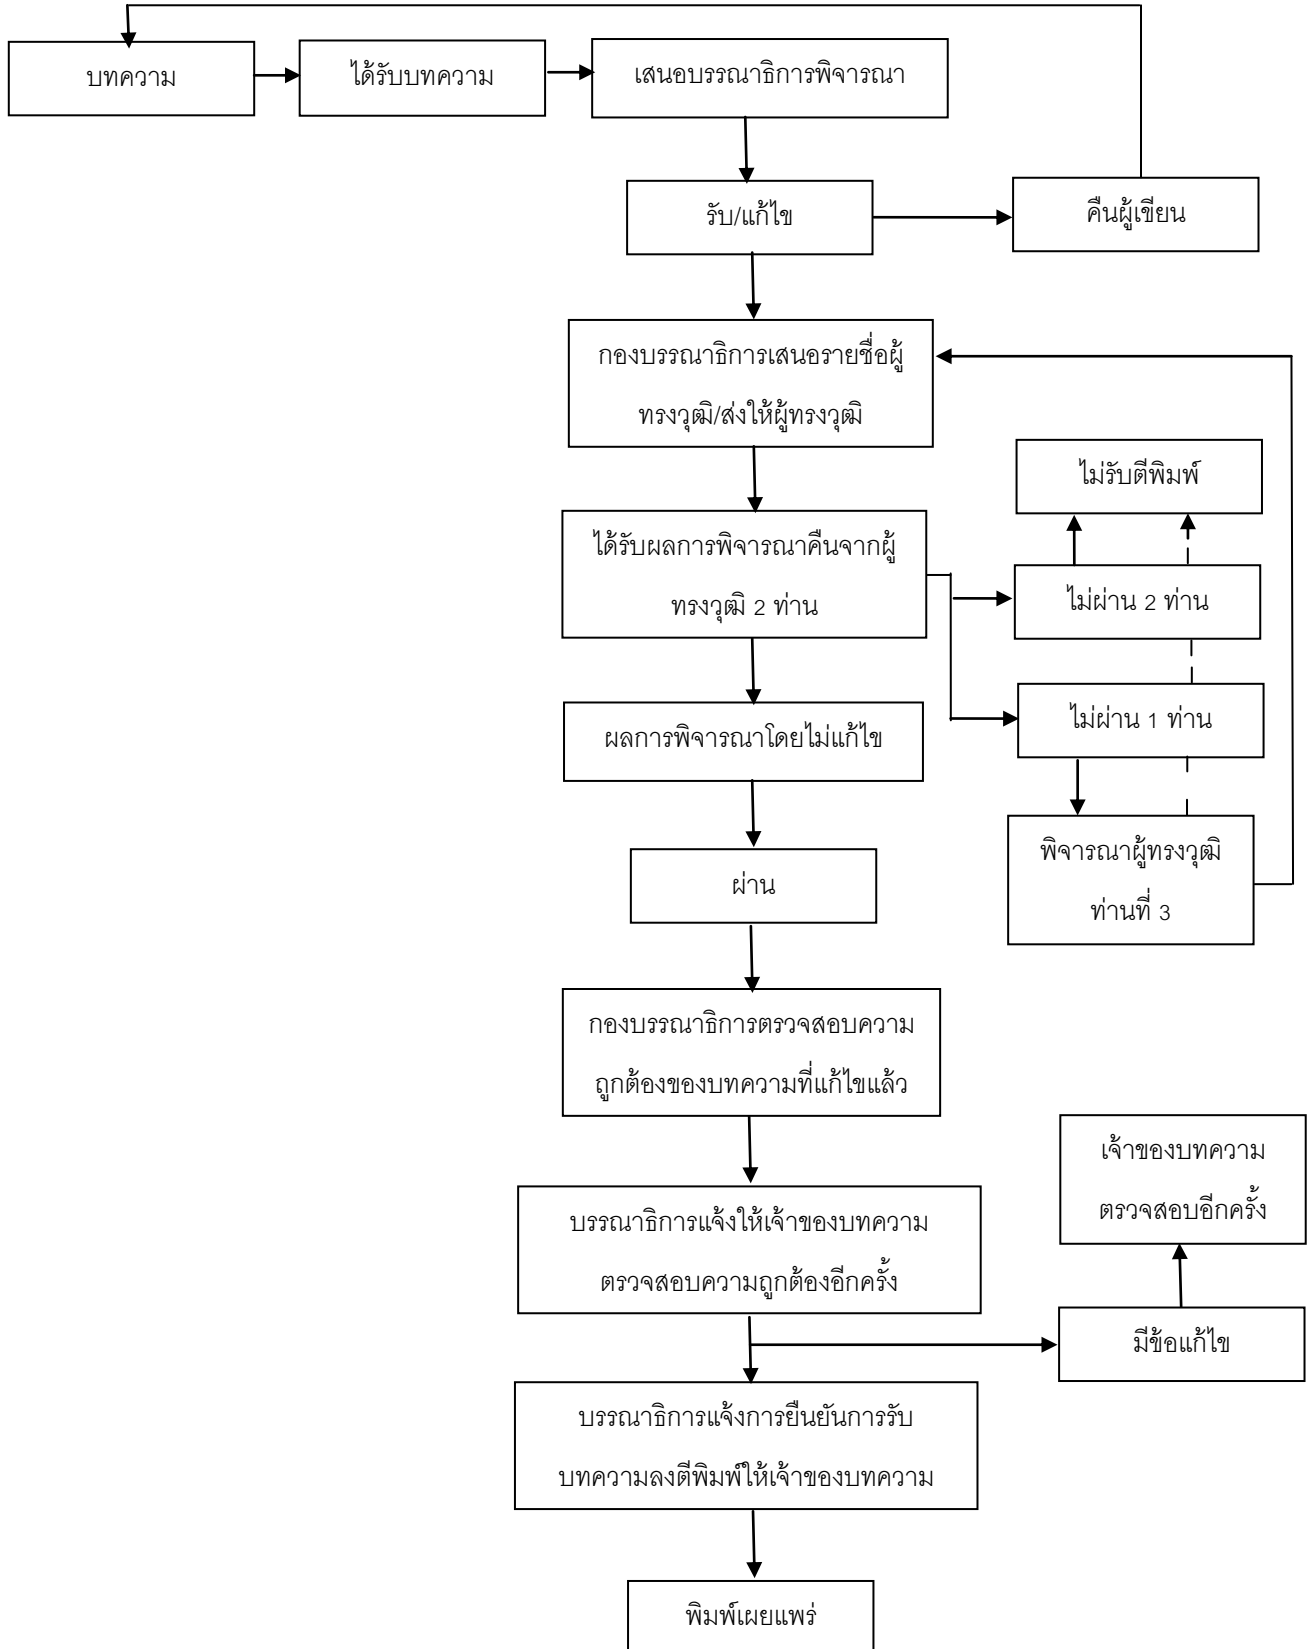 บทความ
ได้รับบทความ
เสนอบรรณาธิการพิจารณา
รับ/แก้ไข
คืนผู้เขียน
กองบรรณาธิการเสนอรายชื่อผู้
ทรงวุฒิ/ส่งให้ผู้ทรงวุฒิ
ไม่รับตีพิมพ์
ได้รับผลการพิจารณาคืนจากผู้
ทรงวุฒิ 2 ท่าน
ไม่ผ่าน 2 ท่าน
ไม่ผ่าน 1 ท่าน
ผลการพิจารณาโดยไม่แก้ไข
พิจารณาผู้ทรงวุฒิ
ท่านที่ 3
ผ่าน
กองบรรณาธิการตรวจสอบความ
ถูกต้องของบทความที่แก้ไขแล้ว
เจ้าของบทความ
ตรวจสอบอีกครั้ง
บรรณาธิการแจ้งให้เจ้าของบทความ
ตรวจสอบความถูกต้องอีกครั้ง
มีข้อแก้ไข
บรรณาธิการแจ้งการยืนยันการรับ
บทความลงตีพิมพ์ให้เจ้าของบทความ
พิมพ์เผยแพร่